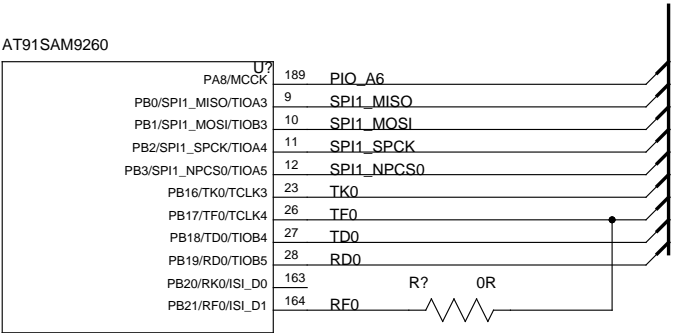 AT91SAM9260
U?
PA8/MCCK 189 PIO_A6
PB0/SPI1_MISO/TIOA3 9 SPI1_MISO
PB1/SPI1_MOSI/TIOB3 10 SPI1_MOSI
PB2/SPI1_SPCK/TIOA4 11 SPI1_SPCK
PB3/SPI1_NPCS0/TIOA5 12 SPI1_NPCS0
PB16/TK0/TCLK3 23 TK0
PB17/TF0/TCLK4 26 TF0
PB18/TD0/TIOB4 27 TD0
PB19/RD0/TIOB5 28 RD0
PB20/RK0/ISI_D0 163 R? 0R
PB21/RF0/ISI_D1 164 RF0